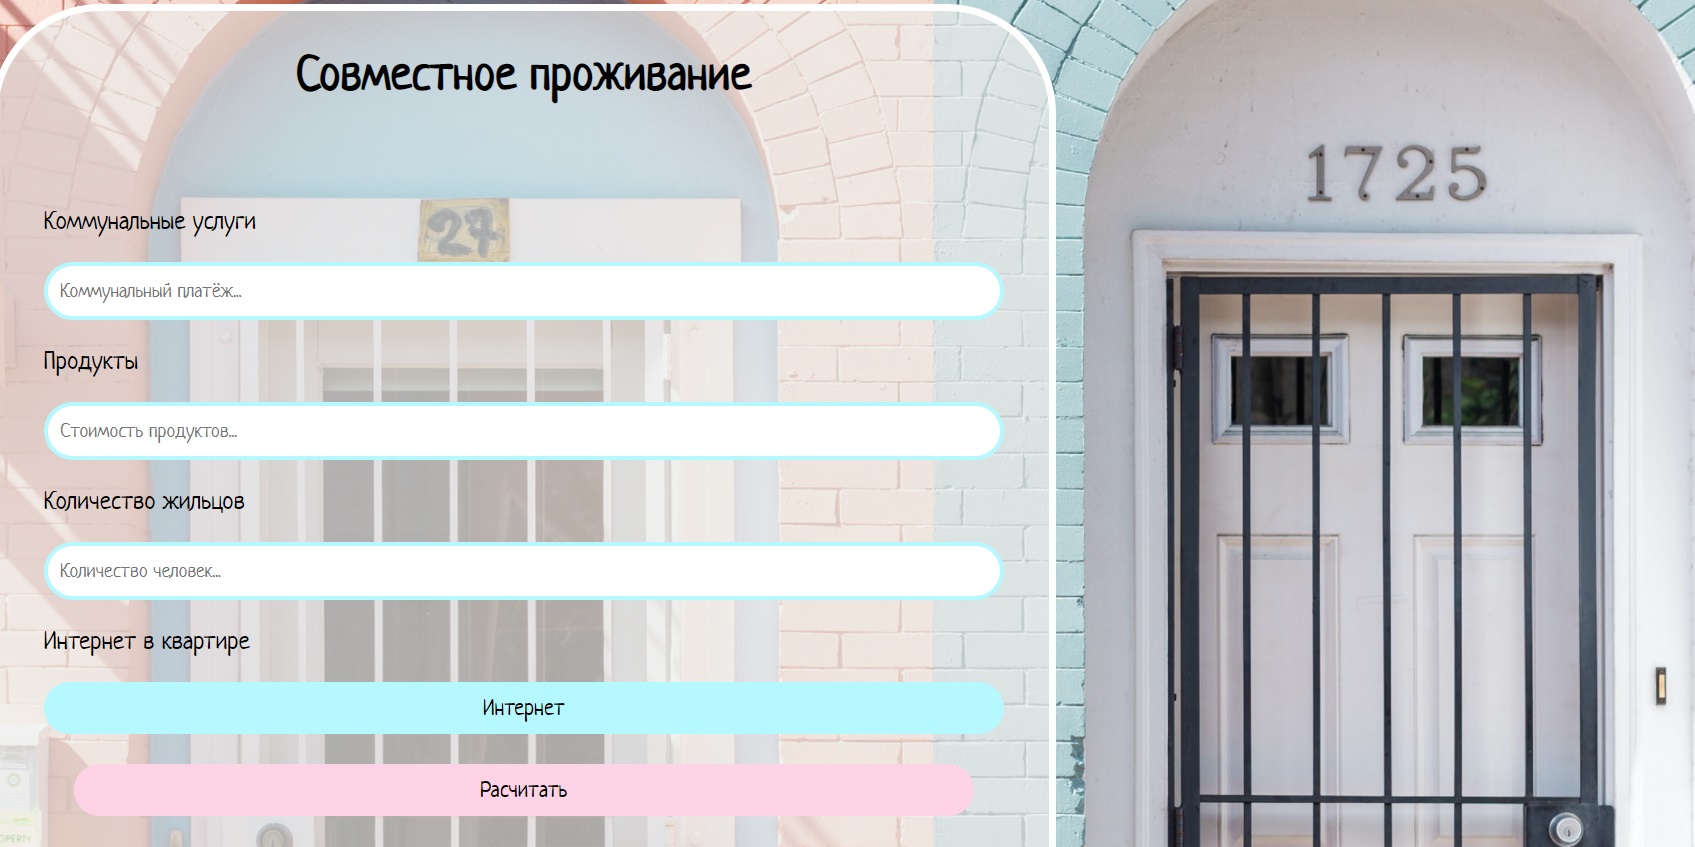 Совместное проживание
1725
27
Коммунальные услуги
Коммунальный платёж...
Продукты
Стоимость продуктов...
Количество жильцов
Количество человек...
Интернет в квартире
Интернет
Расчитать
OPERTY